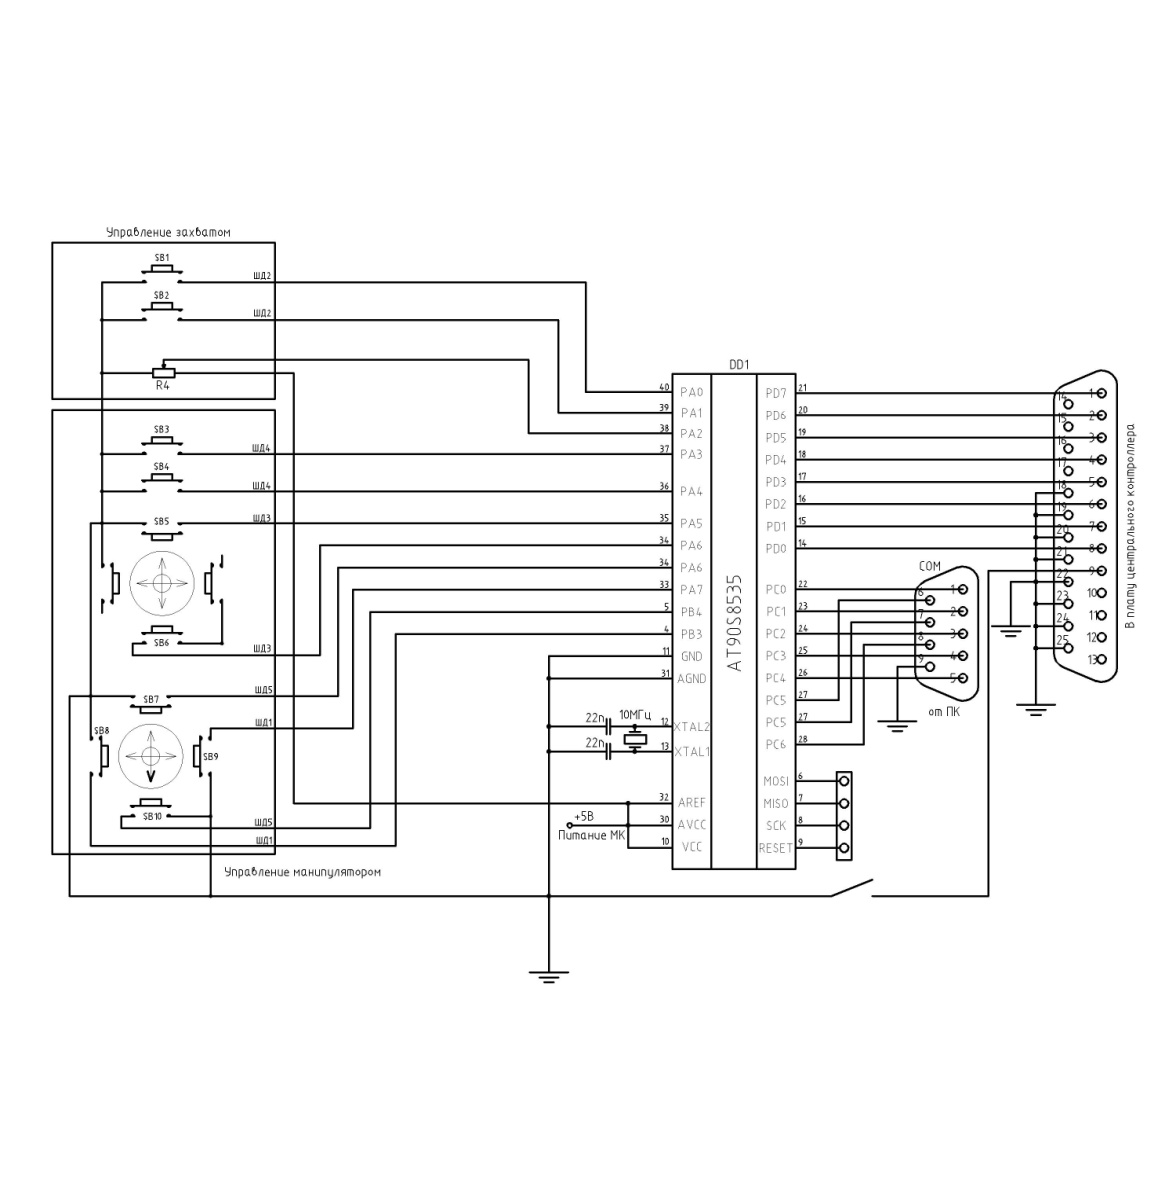 Управление захватом
SB1
ШД2
SB2
ШД2
R4
SB3
ШД4
SB4
ШД4
SB5
ШД3
SB6
ШД3
SB7
ШД5
SB8
ШД1
SB9
SB10
ШД5
ШД1
Управление манипулятором
DD1
AT90S8535
40 PA0
39 PA1
38 PA2
37 PA3
36 PA4
35 PA5
34 PA6
34 PA6
33 PA7
5 PB4
4 PB3
11 GND
31 AGND
22п 10МГц 12 XTAL2
22п 13 XTAL1
32 AREF
+5В 30 AVCC
Питание МК
10 VCC
PD7 21
PD6 20
PD5 19
PD4 18
PD3 17
PD2 16
PD1 15
PD0 14
PC0 22
PC1 23
PC2 24
PC3 25
PC4 26
PC5 27
PC5 27
PC6 28
MOSI 6
MISO 7
SCK 8
RESET 9
COM
1
6
2
7
3
8
4
9
5
от ПК
1
14
2
15
3
16
4
17
5
18
6
19
7
20
8
21
9
22
10
23
11
24
12
25
13
В плату центрального контроллера